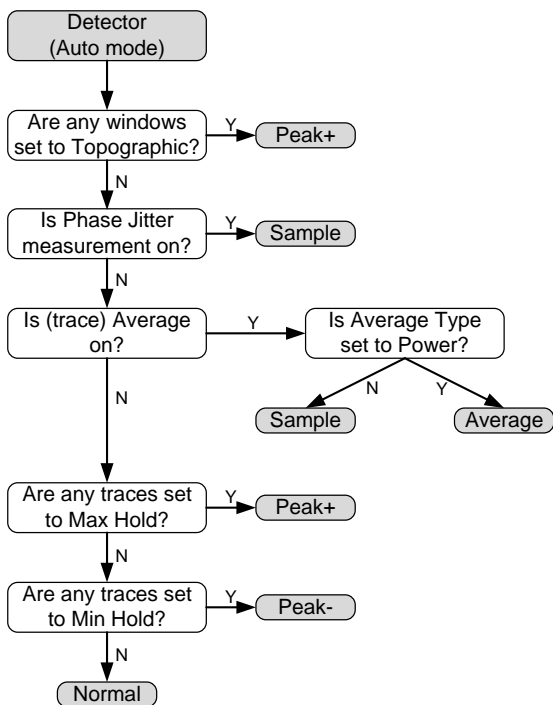 Detector
(Auto mode)
Are any windows
set to Topographic?
Y
Peak+
N
Is Phase Jitter
measurement on?
Y
Sample
N
Is (trace) Average
on?
Y
Is Average Type
set to Power?
N
Y
Sample
Average
N
Are any traces set
to Max Hold?
Y
Peak+
N
Are any traces set
to Min Hold?
Y
Peak-
N
Normal